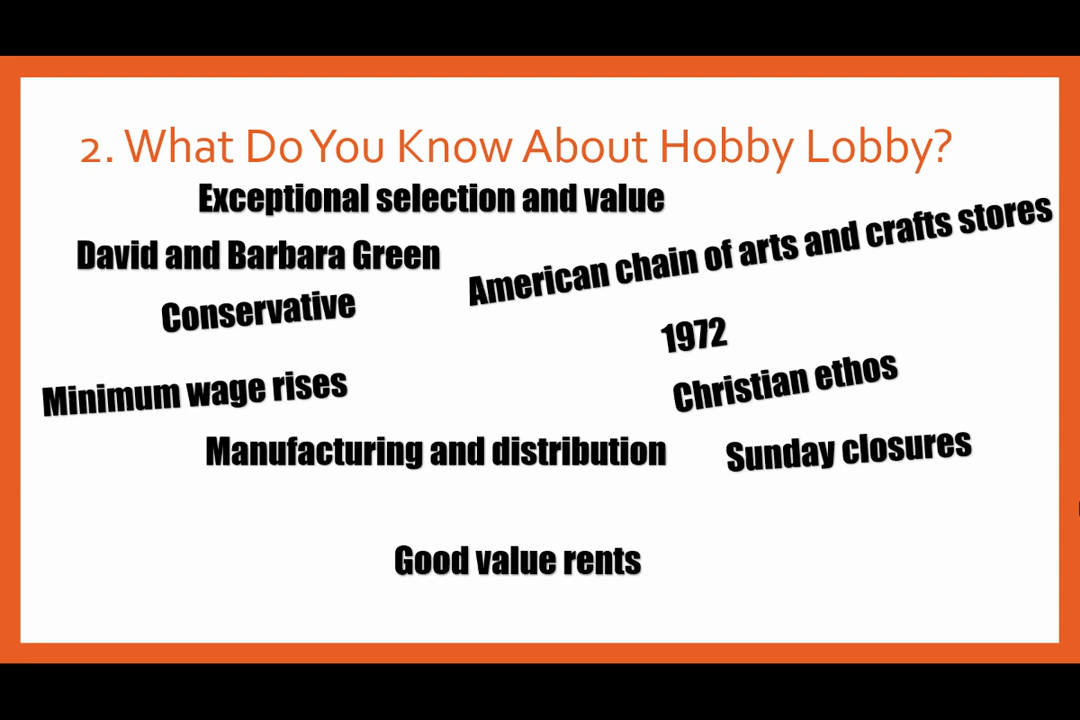 2. What Do You Know About Hobby Lobby?
Exceptional selection and value
David and Barbara Green
American chain of arts and crafts stores
Conservative
1972
Minimum wage rises
Christian ethos
Manufacturing and distribution
Sunday closures
Good value rents